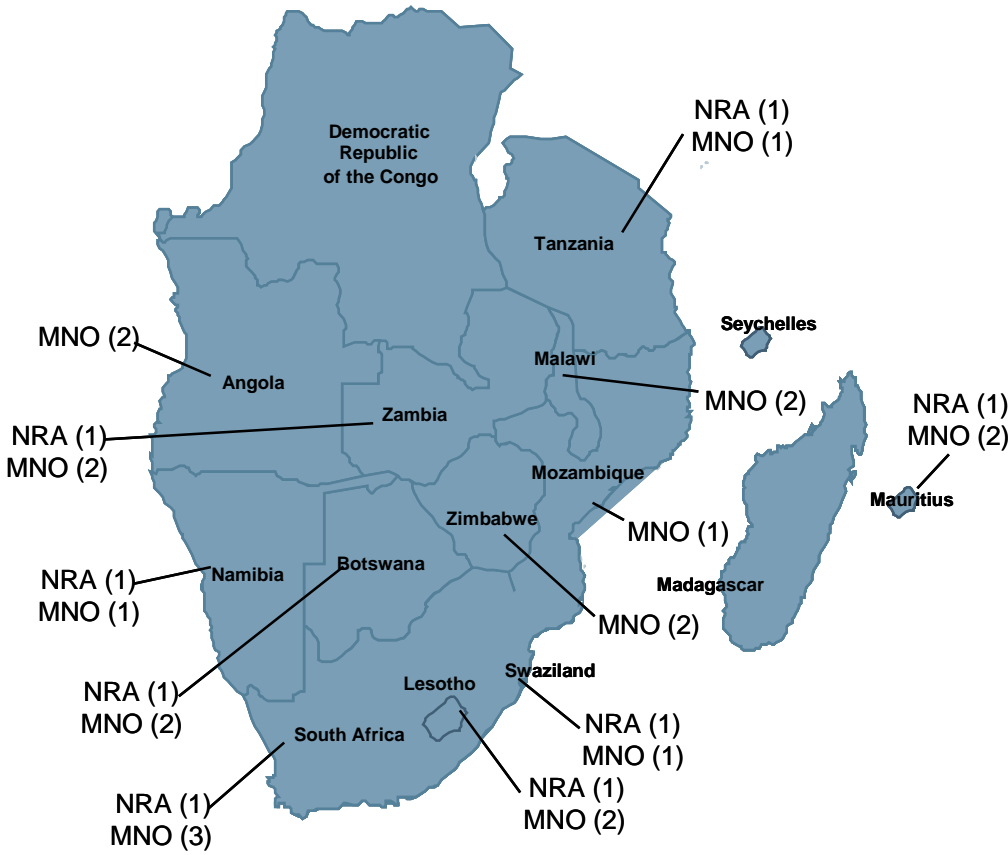 NRA (1)
MNO (1)
Democratic
Republic
of the Congo
Tanzania
Seychelles
MNO (2)
Malawi
Angola
MNO (2)
NRA (1)
MNO (2)
Zambia
NRA (1)
MNO (2)
Mozambique
Mauritius
Zimbabwe
MNO (1)
Botswana
Namibia
NRA (1)
MNO (1)
Madagascar
MNO (2)
Swaziland
Lesotho
NRA (1)
MNO (2)
NRA (1)
MNO (1)
South Africa
NRA (1)
MNO (2)
NRA (1)
MNO (3)